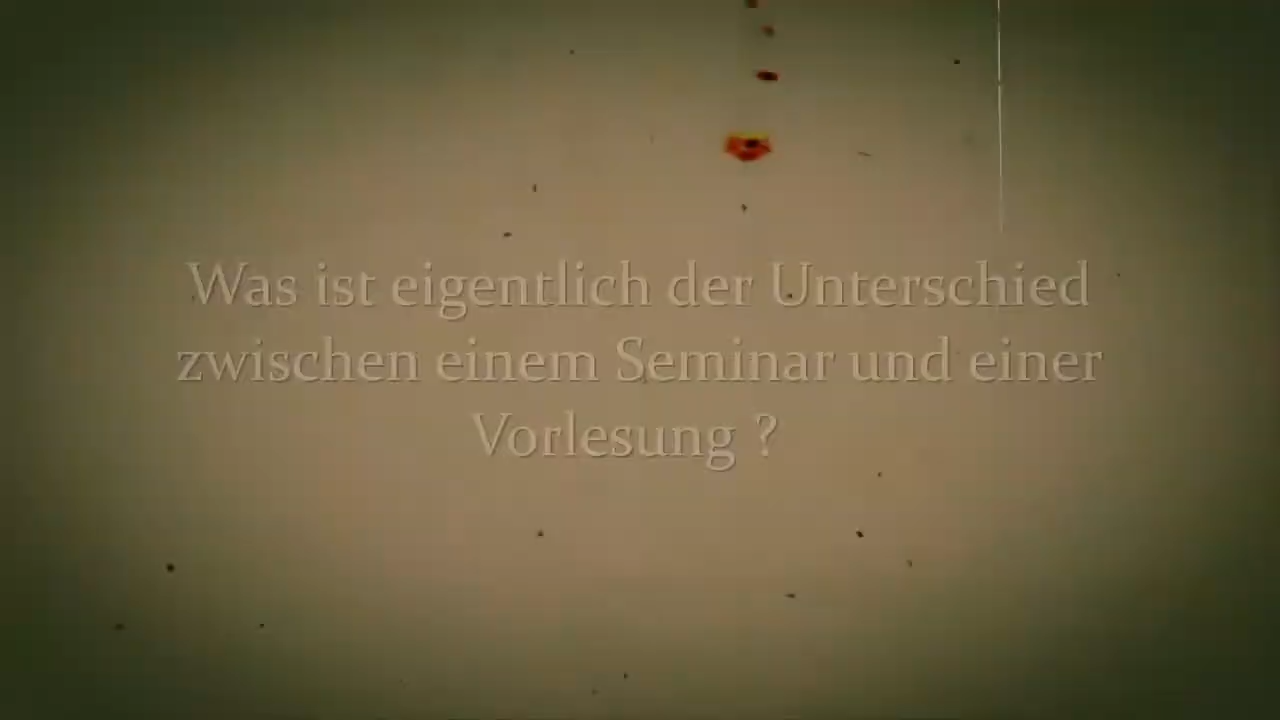 Was ist eigentlich der Unterschied
zwischen einem Seminar und einer
Vorlesung ?